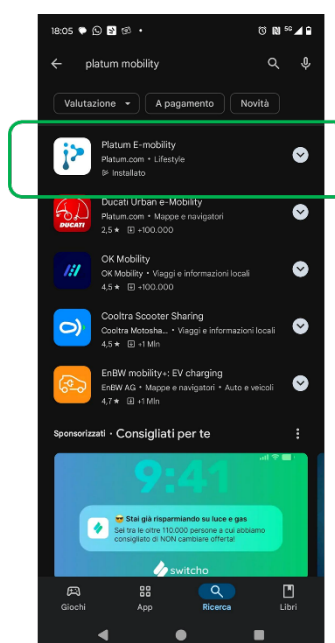 18:05
5G
platum mobility
Valutazione
A pagamento
Novità
Platum E-mobility
Platum.com • Lifestyle
Installato
DUCATI
Ducati Urban e-Mobility
Platum.com • Mappe e navigatori
2,5 ★ +100.000
OK Mobility
OK Mobility • Viaggi e informazioni locali
4,5 ★ +100.000
Cooltra Scooter Sharing
Cooltra Motosha... • Viaggi e informazioni locali
4,5 ★ +1 Mln
EnBW mobility+: EV charging
EnBW AG • Mappe e navigatori • Auto e veicoli
4,7 ★ +1 Mln
Sponsorizzati • Consigliati per te
9:41
Stai già risparmiando su luce e gas
Sei tra le oltre 110.000 persone a cui abbiamo
consigliato di NON cambiare offerta!
switcho
Giochi
App
Ricerca
Libri